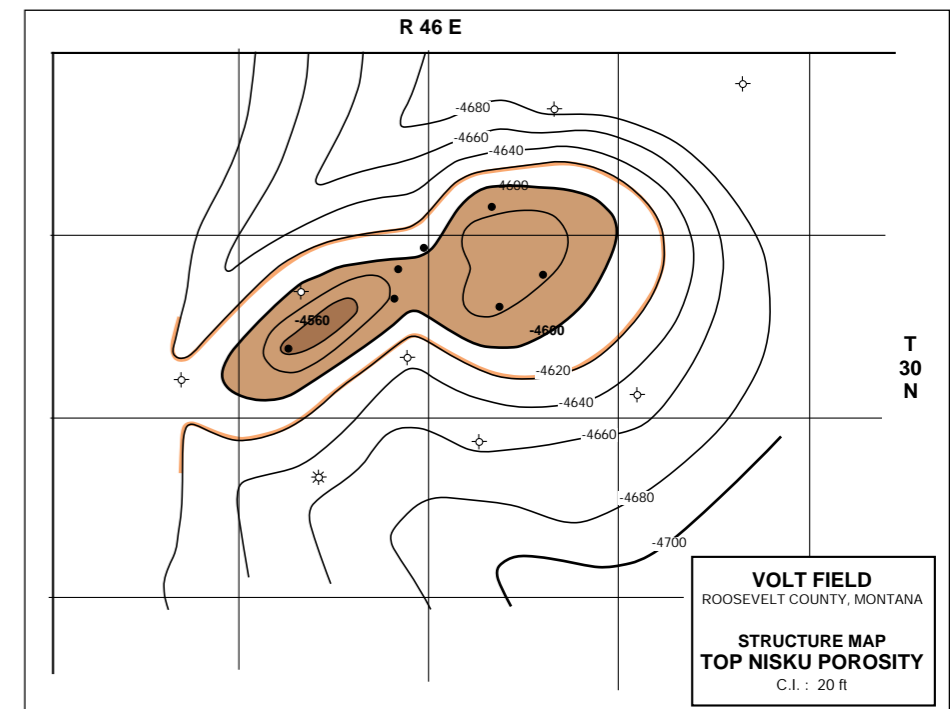 R 46 E
-4680
-4660
-4640
4600
-4560
-4600
-4620
-4640
-4660
-4680
-4700
T
30
N
VOLT FIELD
ROOSEVELT COUNTY, MONTANA
STRUCTURE MAP
TOP NISKU POROSITY
C.I. : 20 ft